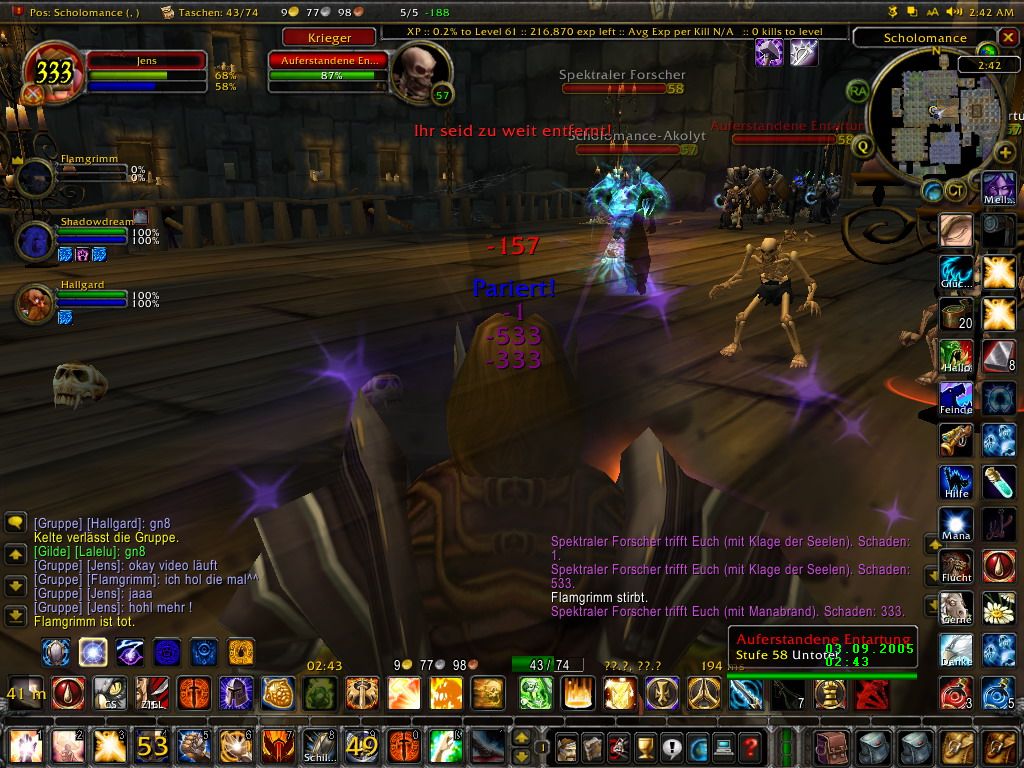 Pos: Scholomance (, )
Taschen: 43/74
9 77 98
5/5 -188
2:42 AM
Krieger
XP :: 0.2% to Level 61 :: 216,870 exp left :: Avg Exp per Kill N/A :: 0 kills to level
Scholomance
N
2:42
333
Jens
68%
58%
Auferstandene En...
87%
57
Spektraler Forscher
58
RA
Ihr seid zu weit entfernt!
Scholomance-Akolyt
57
Auferstandene Entartung
58
Q
CT
Flamgrimm
0%
0%
Shadowdream
100%
100%
Hallgard
100%
100%
-157
Pariert!
-1
-533
-333
20
Hallo
8
Feinde
Hilfe
Mana
Flucht
Gerne
Danke
3
5
[Gruppe] [Hallgard]: gn8
Kelte verlässt die Gruppe.
[Gilde] [Lalelu]: gn8
[Gruppe] [Jens]: okay video läuft
[Gruppe] [Flamgrimm]: ich hol die mal^^
[Gruppe] [Jens]: jaaa
[Gruppe] [Jens]: hohl mehr !
Flamgrimm ist tot.
Spektraler Forscher trifft Euch (mit Klage der Seelen). Schaden:
1.
Spektraler Forscher trifft Euch (mit Klage der Seelen). Schaden:
533.
Flamgrimm stirbt.
Spektraler Forscher trifft Euch (mit Manabrand). Schaden: 333.
Auferstandene Entartung
Stufe 58 Untoter
03.09.2005
02:43
02:43
9 77 98
43 / 74
??.?, ??.?
194 ms
41 m
GS
ZIEL
7
53
Schil...
49